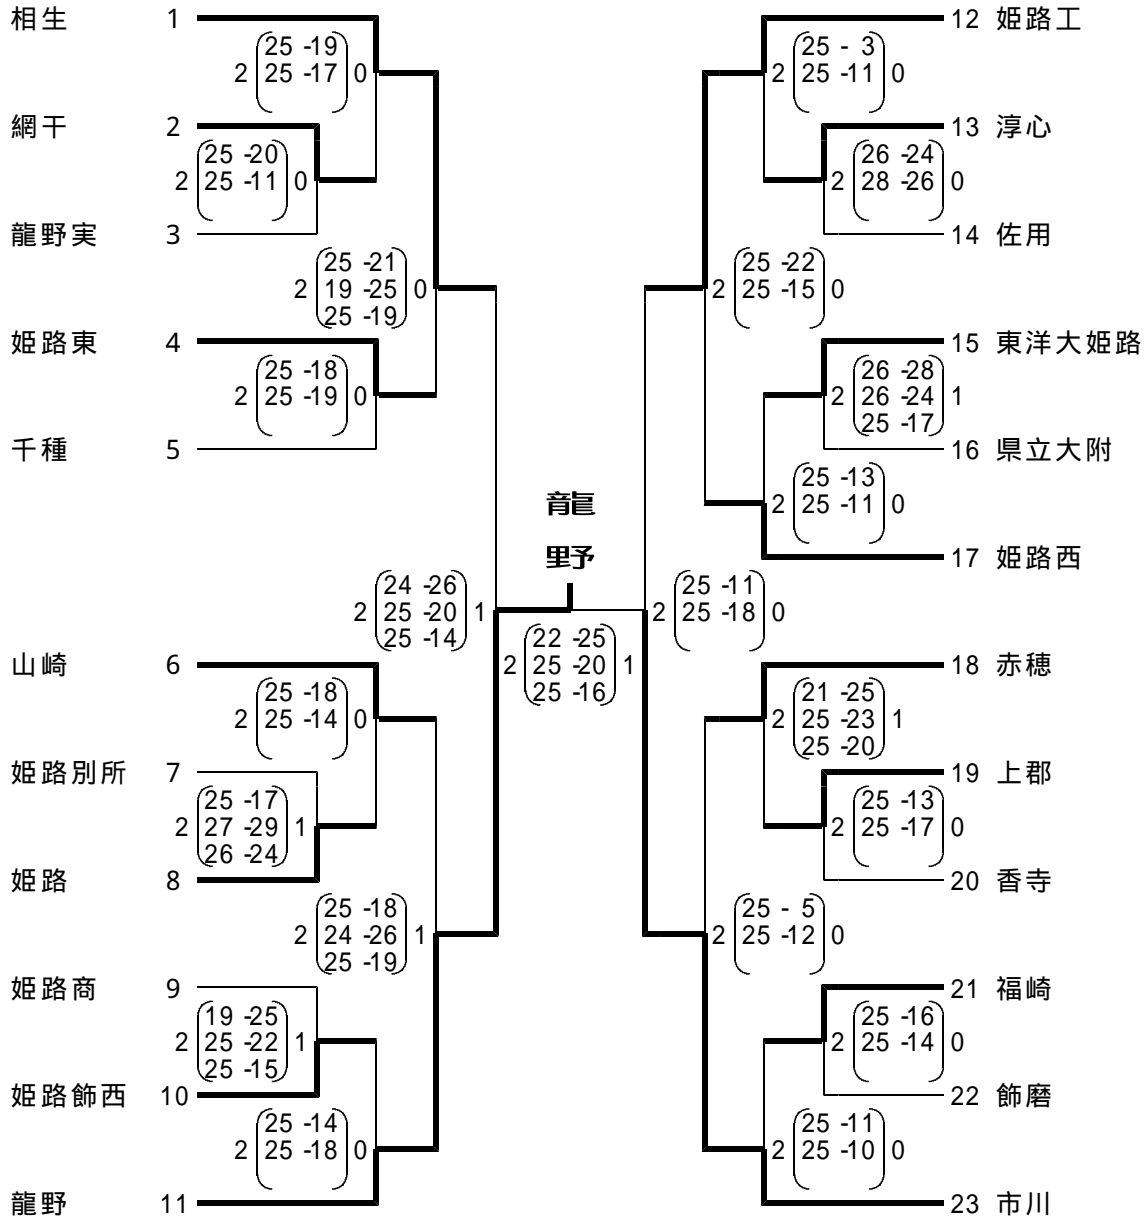 相生 1
2 25 -19 0
25 -17
網干 2
2 25 -20 0
25 -11
龍野実 3
2 25 -21 0
19 -25
25 -19
姫路東 4
2 25 -18 0
25 -19
千種 5
2 24 -26 1
25 -20
25 -14
山崎 6
2 25 -18 0
25 -14
姫路別所 7
2 25 -17 1
27 -29
26 -24
姫路 8
2 25 -18 1
24 -26
25 -19
姫路商 9
2 19 -25 1
25 -22
25 -15
姫路飾西 10
2 25 -14 0
25 -18
龍野 11
龍
野
2 22 -25 1
25 -20
25 -16
12 姫路工
2 25 - 3 0
25 -11
13 淳心
2 26 -24 0
28 -26
14 佐用
2 25 -22 0
25 -15
15 東洋大姫路
2 26 -28 1
26 -24
25 -17
16 県立大附
2 25 -13 0
25 -11
17 姫路西
2 25 -11 0
25 -18
18 赤穂
2 21 -25 1
25 -23
25 -20
19 上郡
2 25 -13 0
25 -17
20 香寺
2 25 - 5 0
25 -12
21 福崎
2 25 -16 0
25 -14
22 飾磨
2 25 -11 0
25 -10
23 市川